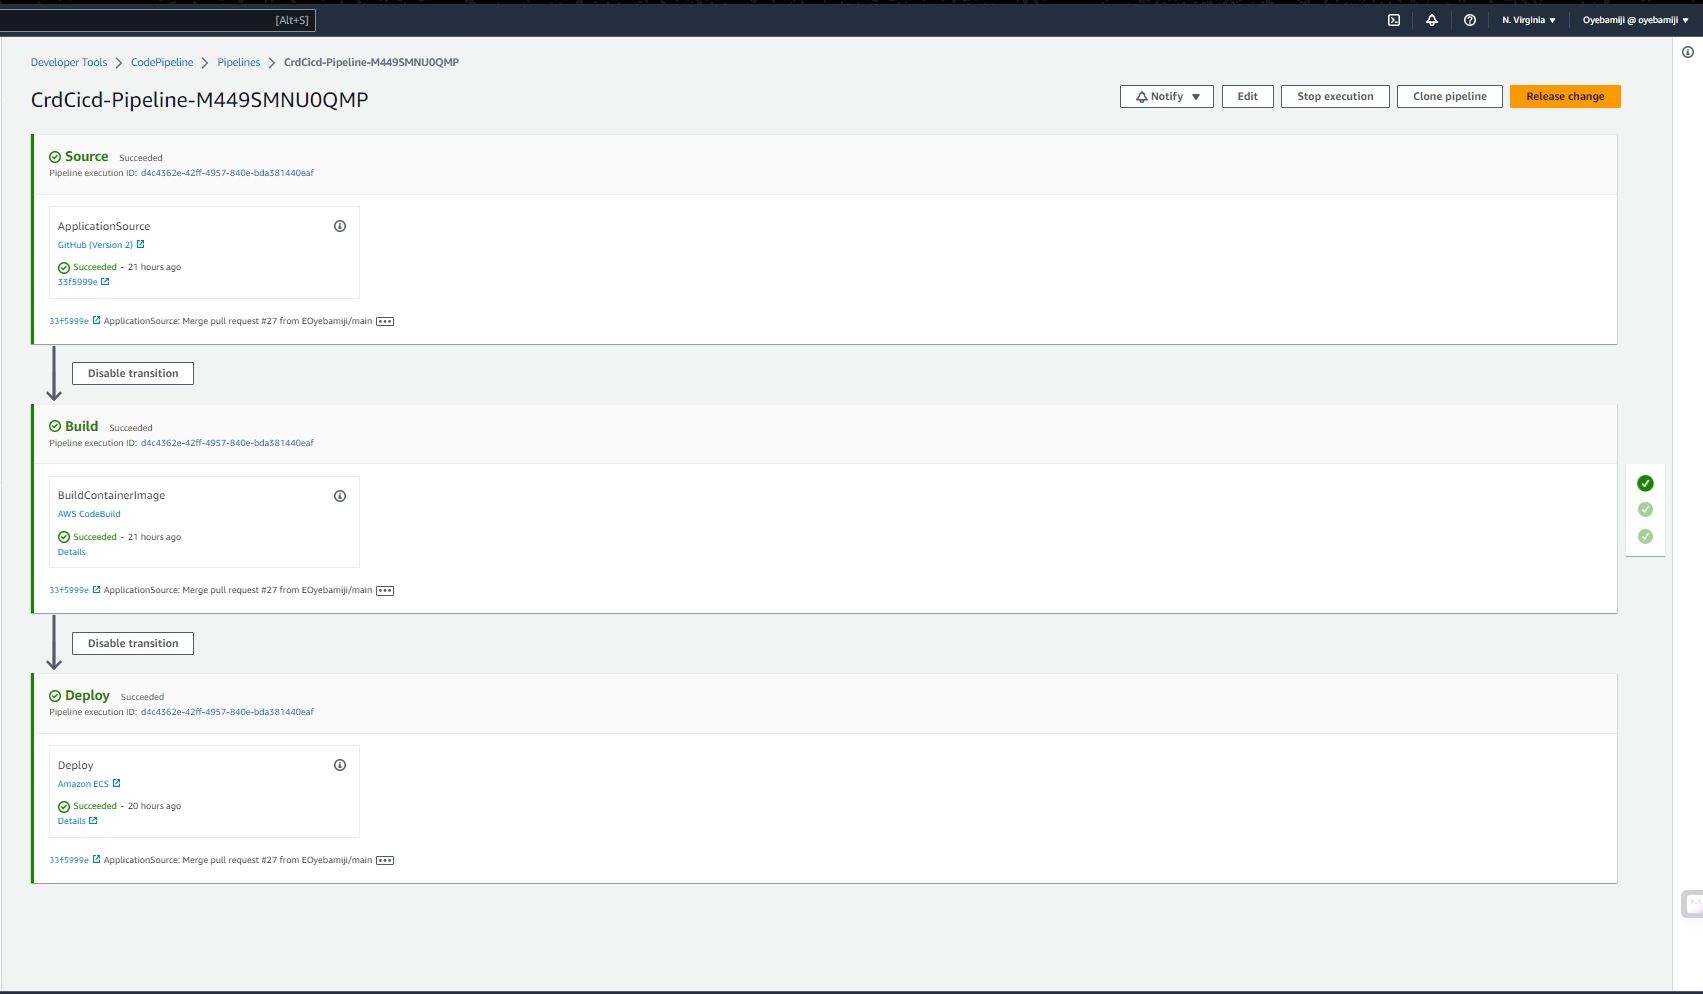 [Alt+S]
N. Virginia ▼
Oyebamiji @ oyebamiji ▼
Developer Tools > CodePipeline > Pipelines > CrdCicd-Pipeline-M449SMNU0QMP
CrdCicd-Pipeline-M449SMNU0QMP
Notify ▼
Edit
Stop execution
Clone pipeline
Release change
Source Succeeded
Pipeline execution ID: d4c4362e-42ff-4957-840e-bda381440eaf
ApplicationSource
GitHub (Version 2)
Succeeded - 21 hours ago
33f5999e
33f5999e ApplicationSource: Merge pull request #27 from EOyebamiji/main
Disable transition
Build Succeeded
Pipeline execution ID: d4c4362e-42ff-4957-840e-bda381440eaf
BuildContainerImage
AWS CodeBuild
Succeeded - 21 hours ago
Details
33f5999e ApplicationSource: Merge pull request #27 from EOyebamiji/main
Disable transition
Deploy Succeeded
Pipeline execution ID: d4c4362e-42ff-4957-840e-bda381440eaf
Deploy
Amazon ECS
Succeeded - 20 hours ago
Details
33f5999e ApplicationSource: Merge pull request #27 from EOyebamiji/main